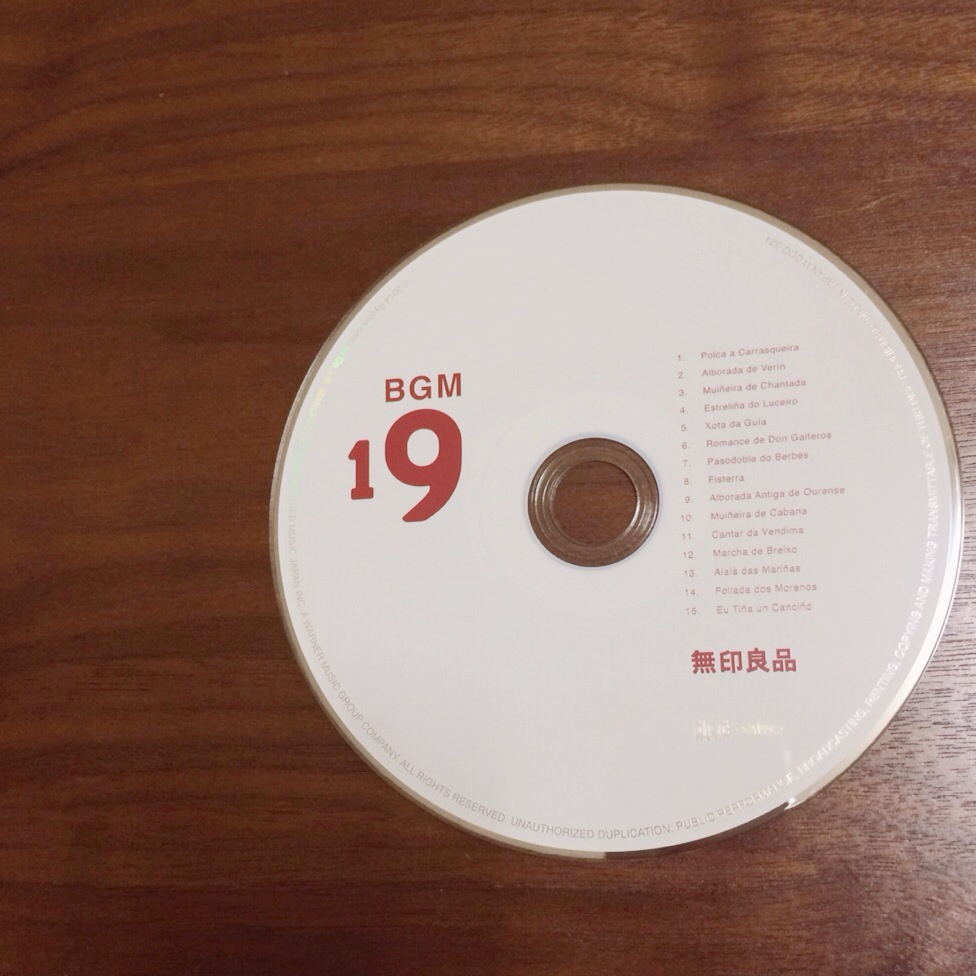 BGM
19
1. Polca a Carrasqueira
2. Alborada de Verín
3. Muiñeira de Chantada
4. Estreliña do Luceiro
5. Xota da Guía
6. Romance de Don Gaiferos
7. Pasodoble do Berbés
8. Fisterra
9. Alborada Antiga de Ourense
10. Muiñeira de Cabana
11. Cantar da Vendima
12. Marcha de Breixo
13. Alalá das Mariñas
14. Foliada dos Morenos
15. Eu Tiña un Canciño
無印良品
MUSIC JAPAN INC. A WARNER MUSIC GROUP COMPANY. ALL RIGHTS RESERVED. UNAUTHORIZED DUPLICATION, PUBLIC PERFORMANCE, BROADCASTING, RENTING, COPYING AND MAKING TRANSMITTABLE OF